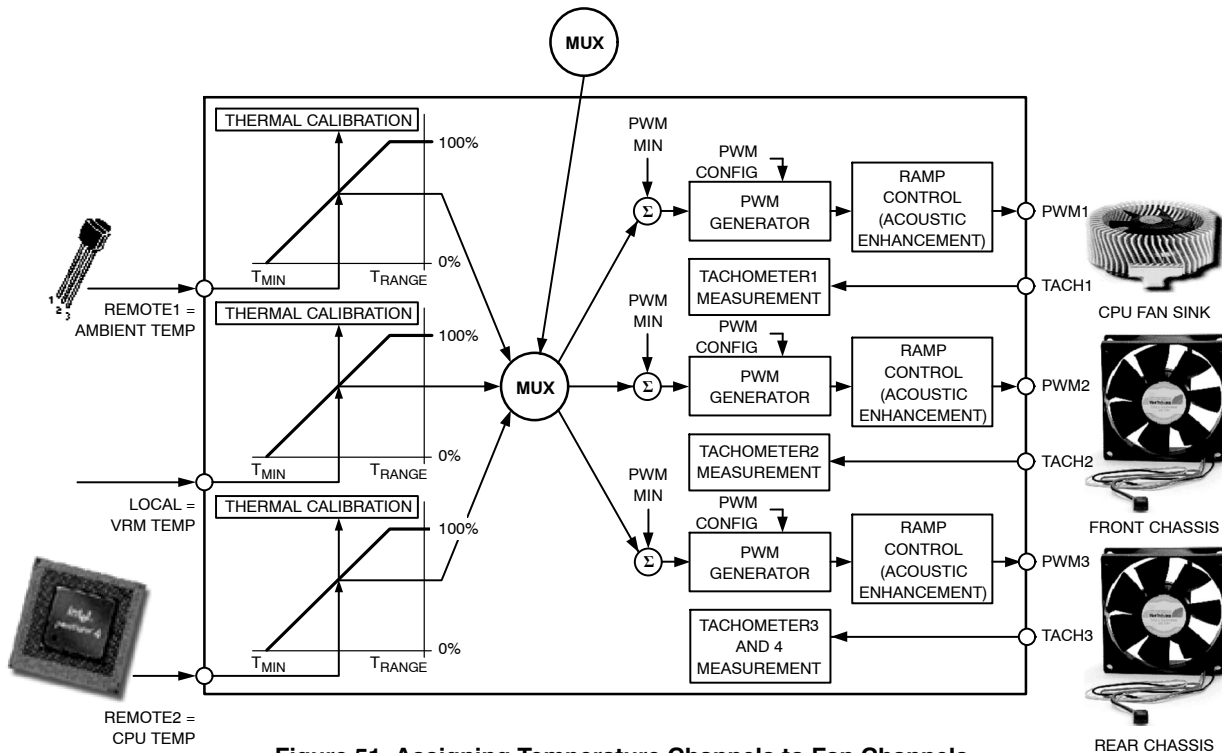 MUX
THERMAL CALIBRATION
100%
0%
TMIN
TRANGE
REMOTE1 =
AMBIENT TEMP
1
2
3
THERMAL CALIBRATION
100%
0%
TMIN
TRANGE
LOCAL =
VRM TEMP
THERMAL CALIBRATION
100%
0%
TMIN
TRANGE
REMOTE2 =
CPU TEMP
intel
MUX
PWM
MIN
Σ
PWM
CONFIG
PWM
GENERATOR
RAMP
CONTROL
(ACOUSTIC
ENHANCEMENT)
PWM1
TACHOMETER1
MEASUREMENT
TACH1
CPU FAN SINK
PWM
MIN
Σ
PWM
CONFIG
PWM
GENERATOR
RAMP
CONTROL
(ACOUSTIC
ENHANCEMENT)
PWM2
TACHOMETER2
MEASUREMENT
TACH2
FRONT CHASSIS
PWM
MIN
Σ
PWM
CONFIG
PWM
GENERATOR
RAMP
CONTROL
(ACOUSTIC
ENHANCEMENT)
PWM3
TACHOMETER3
AND 4
MEASUREMENT
TACH3
REAR CHASSIS
Figure 51. Assigning Temperature Channels to Fan Channels